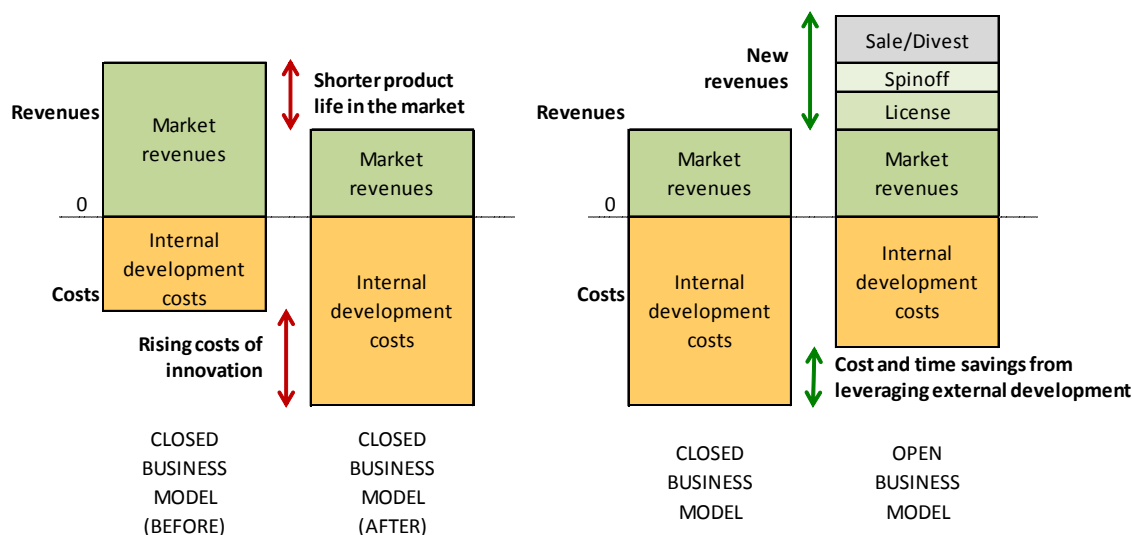 Revenues
Market
revenues
Shorter product
life in the market
Market
revenues
0
Internal
development
costs
Costs
Internal
development
costs
Rising costs of
innovation
CLOSED
BUSINESS
MODEL
(BEFORE)
CLOSED
BUSINESS
MODEL
(AFTER)
New
revenues
Sale/Divest
Spinoff
License
Revenues
Market
revenues
Market
revenues
0
Costs
Internal
development
costs
Internal
development
costs
Cost and time savings from
leveraging external development
CLOSED
BUSINESS
MODEL
OPEN
BUSINESS
MODEL